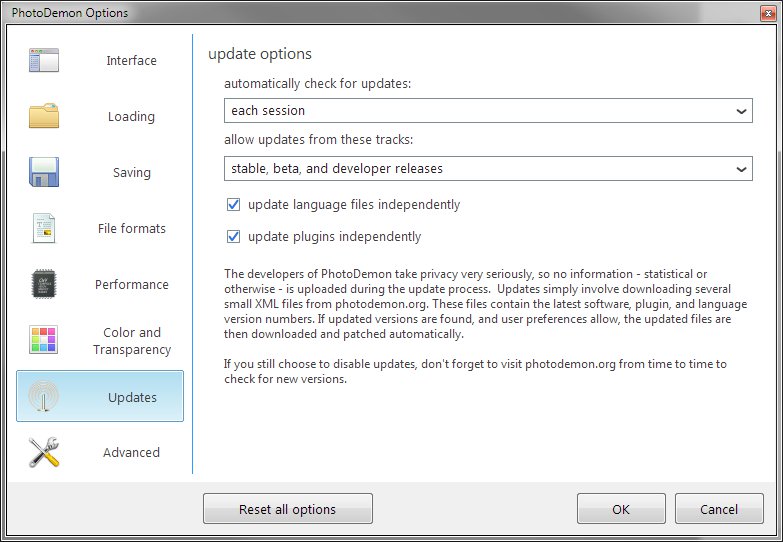 PhotoDemon Options
Interface
Loading
Saving
File formats
Performance
Color and
Transparency
Updates
Advanced
update options
automatically check for updates:
each session
allow updates from these tracks:
stable, beta, and developer releases
update language files independently
update plugins independently
The developers of PhotoDemon take privacy very seriously, so no information - statistical or
otherwise - is uploaded during the update process.  Updates simply involve downloading several
small XML files from photodemon.org. These files contain the latest software, plugin, and language
version numbers. If updated versions are found, and user preferences allow, the updated files are
then downloaded and patched automatically.
If you still choose to disable updates, don't forget to visit photodemon.org from time to time to
check for new versions.
Reset all options
OK
Cancel